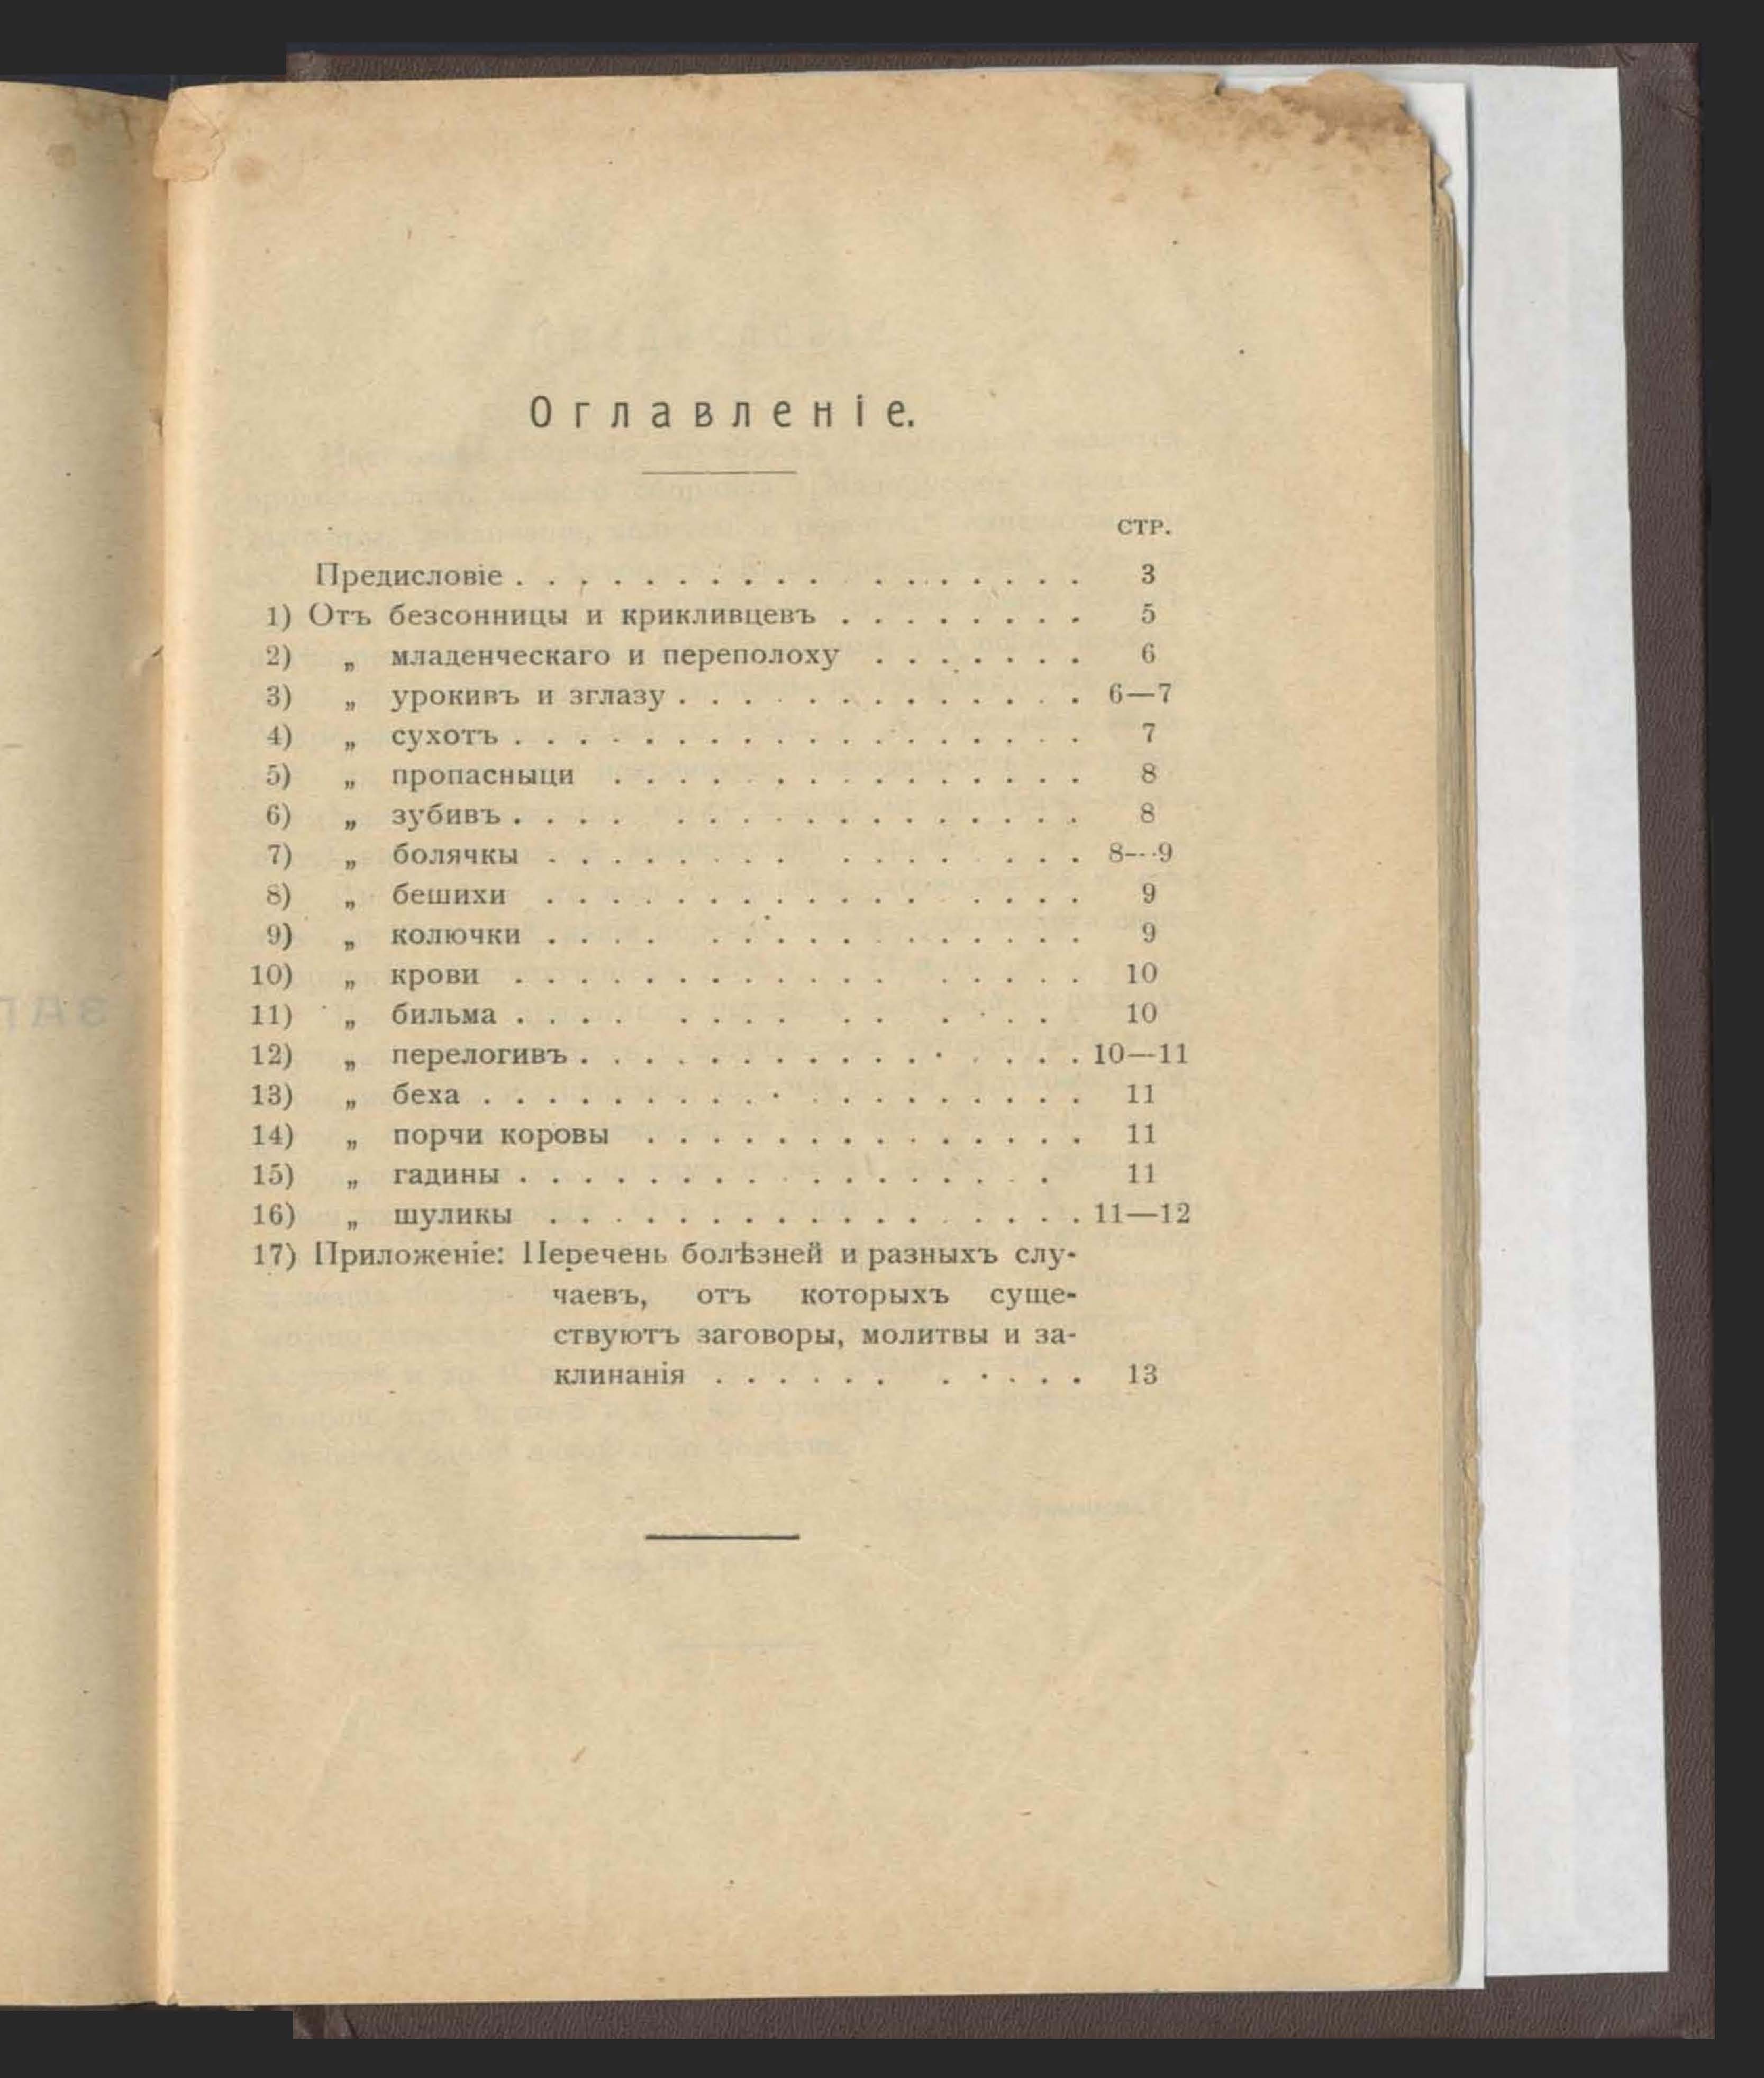 Оглавленіе.
СТР.
Предисловіе . . . . . . . . . . . . . . . . . 3
1) Отъ безсонницы и крикливцевъ . . . . . . . . 5
2) „ младенческаго и переполоху . . . . . . . 6
3) „ урокивъ и зглазу . . . . . . . . . . . . . 6—7
4) „ сухотъ . . . . . . . . . . . . . . . . . . 7
5) „ пропасныци . . . . . . . . . . . . . . . 8
6) „ зубивъ . . . . . . . . . . . . . . . . . 8
7) „ болячкы . . . . . . . . . . . . . . . . 8—9
8) „ бешихи . . . . . . . . . . . . . . . . 9
9) „ колючки . . . . . . . . . . . . . . . . 9
10) „ крови . . . . . . . . . . . . . . . . . 10
11) „ бильма . . . . . . . . . . . . . 10
12) „ перелогивъ . . . . . . . . . . . . . . . 10—11
13) „ беха . . . . . . . . . . . . . . . . . . 11
14) „ порчи коровы . . . . . . . . . . . . . . 11
15) „ гадины . . . . . . . . . . . . . . . . . 11
16) „ шуликы . . . . . . . . . . . . . . . . . 11—12
17) Приложеніе: Перечень болѣзней и разныхъ слу-
чаевъ, отъ которыхъ суще-
ствуютъ заговоры, молитвы и за-
клинанія . . . . . . . . . . . 13